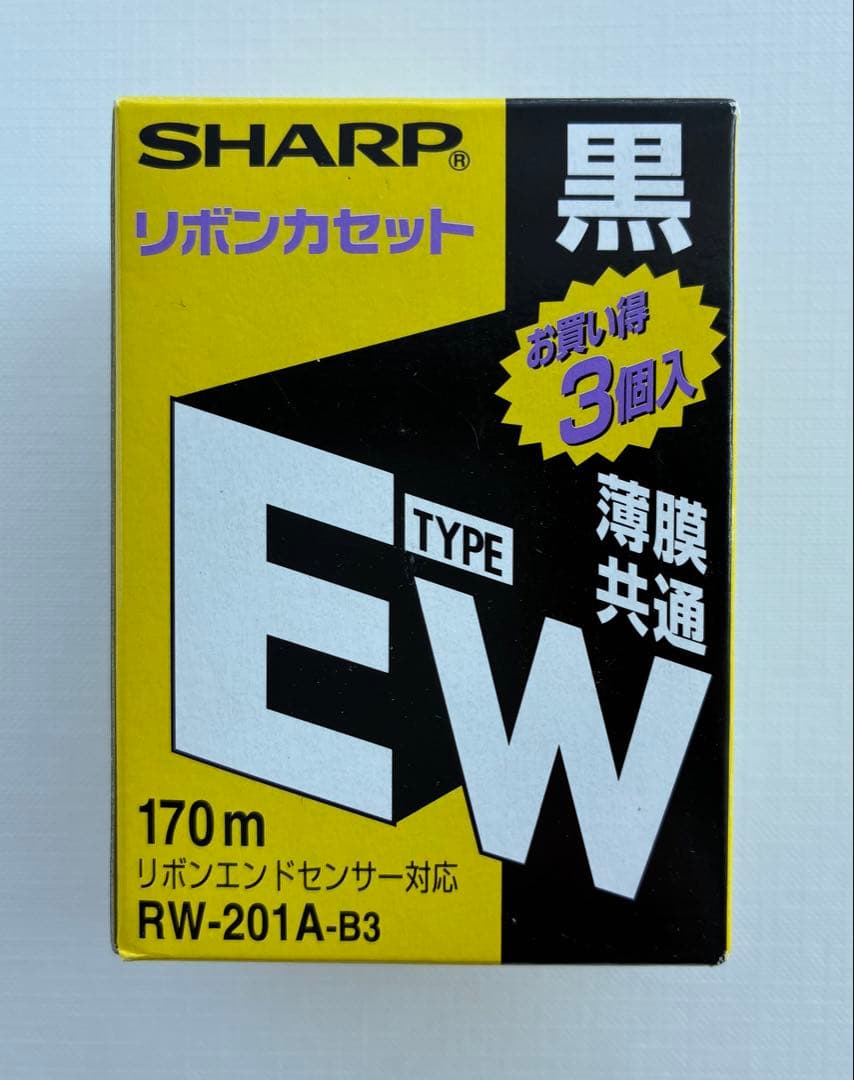 SHARP®
リボンカセット
黒
お買い得
3個入
薄膜
共通
TYPE
EW
170m
リボンエンドセンサー対応
RW-201A-B3